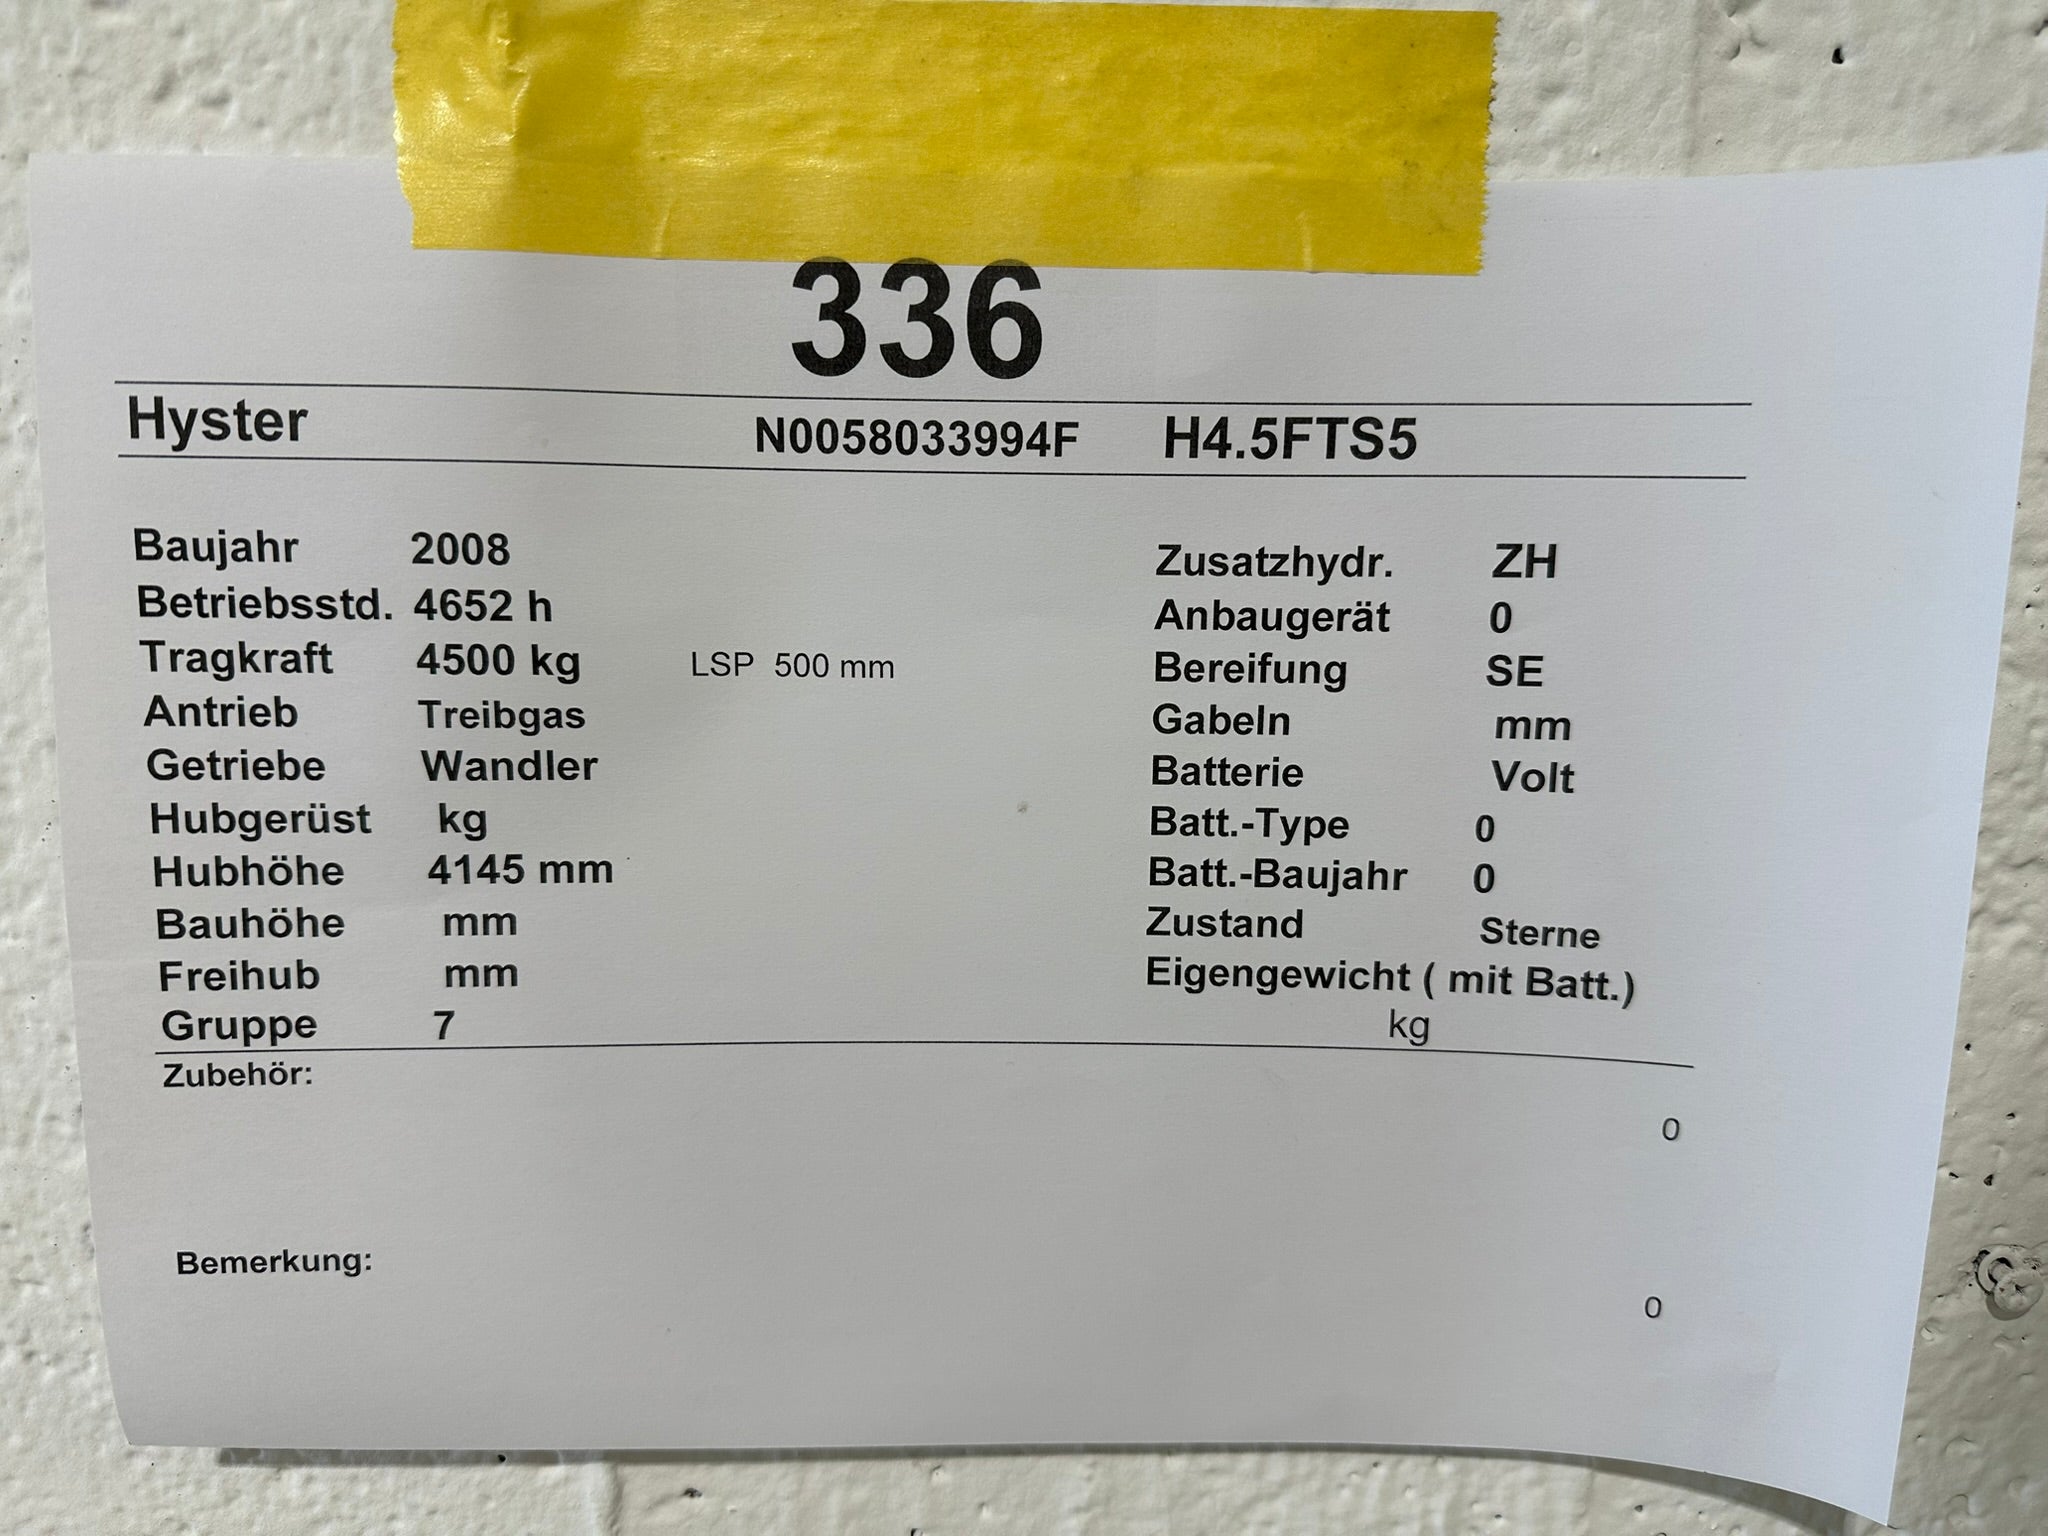 336
Hyster N0058033994F H4.5FTS5
Baujahr 2008
Betriebsstd. 4652 h
Tragkraft 4500 kg LSP 500 mm
Antrieb Treibgas
Getriebe Wandler
Hubgerüst kg
Hubhöhe 4145 mm
Bauhöhe mm
Freihub mm
Gruppe 7
Zusatzhydr. ZH
Anbaugerät 0
Bereifung SE
Gabeln mm
Batterie Volt
Batt.-Type 0
Batt.-Baujahr 0
Zustand Sterne
Eigengewicht ( mit Batt.)
kg
Zubehör:
0
Bemerkung:
0